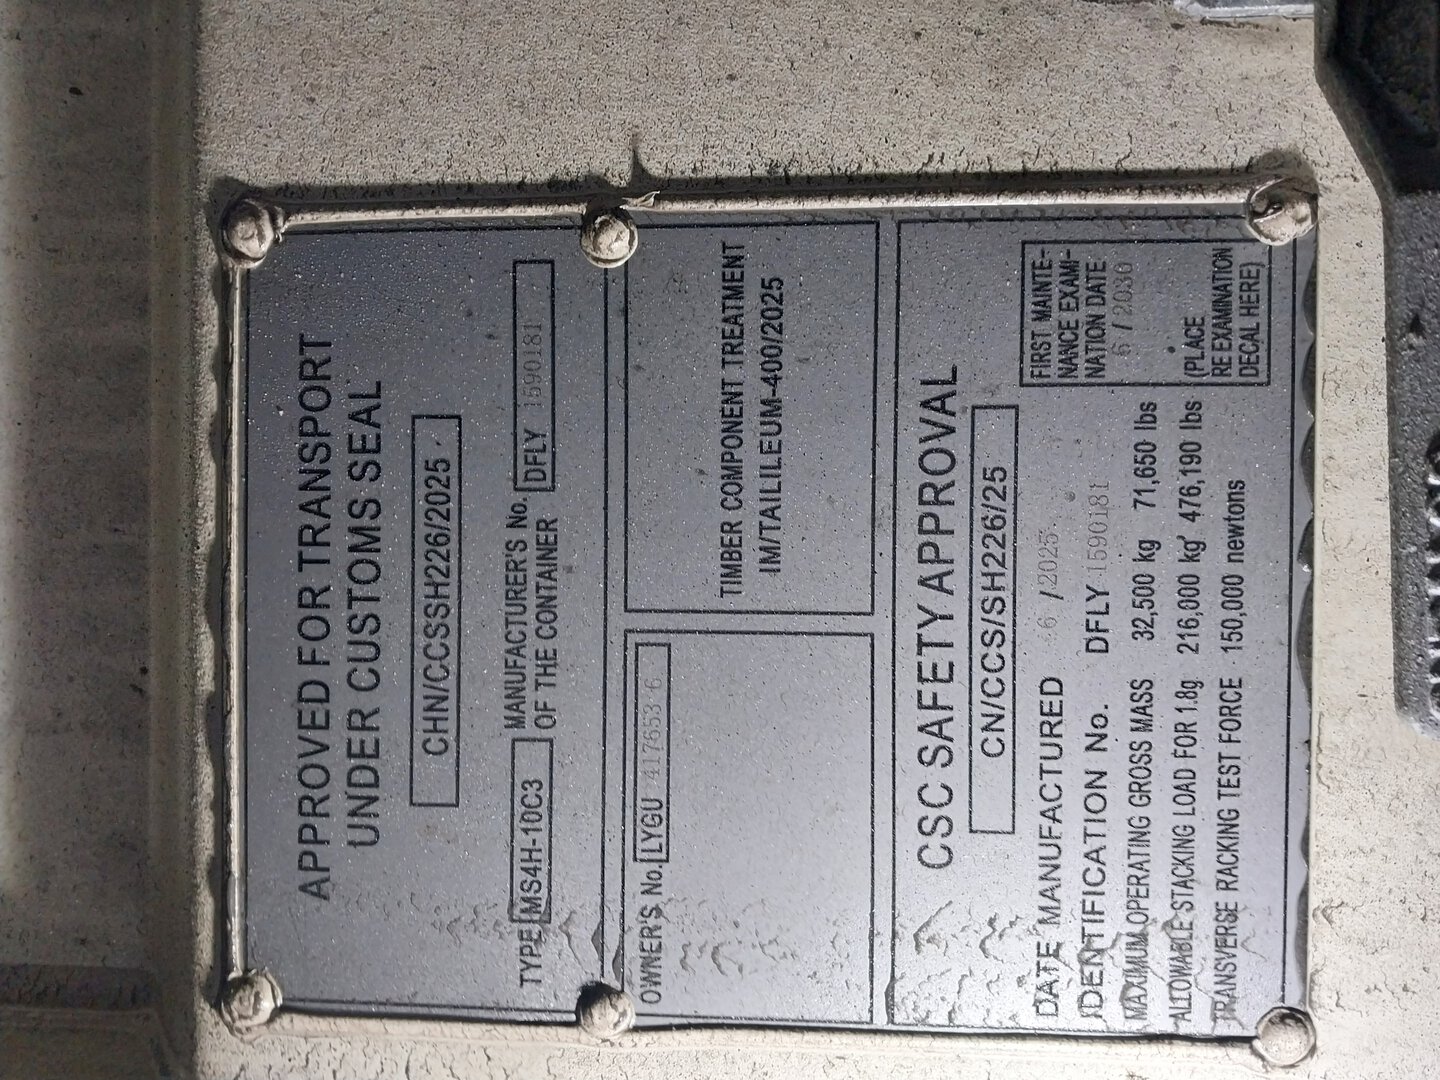 APPROVED FOR TRANSPORT
UNDER CUSTOMS SEAL
CHN/CCSSH226/2025
TYPE MS4H-10C3 MANUFACTURER'S No.
OF THE CONTAINER DFLY 1590181
OWNER'S No. LYGU 417653 6
TIMBER COMPONENT TREATMENT
IM/TAILILEUM-400/2025
CSC SAFETY APPROVAL
CN/CCS/SH226/25
DATE MANUFACTURED 6 / 2025
IDENTIFICATION No. DFLY 1590181
MAXIMUM OPERATING GROSS MASS 32,500 kg 71,650 lbs
ALLOWABLE STACKING LOAD FOR 1.8g 216,000 kg 476,190 lbs
TRANSVERSE RACKING TEST FORCE 150,000 newtons
FIRST MAINTE-
NANCE EXAMI-
NATION DATE
6 / 2030
(PLACE
RE EXAMINATION
DECAL HERE)